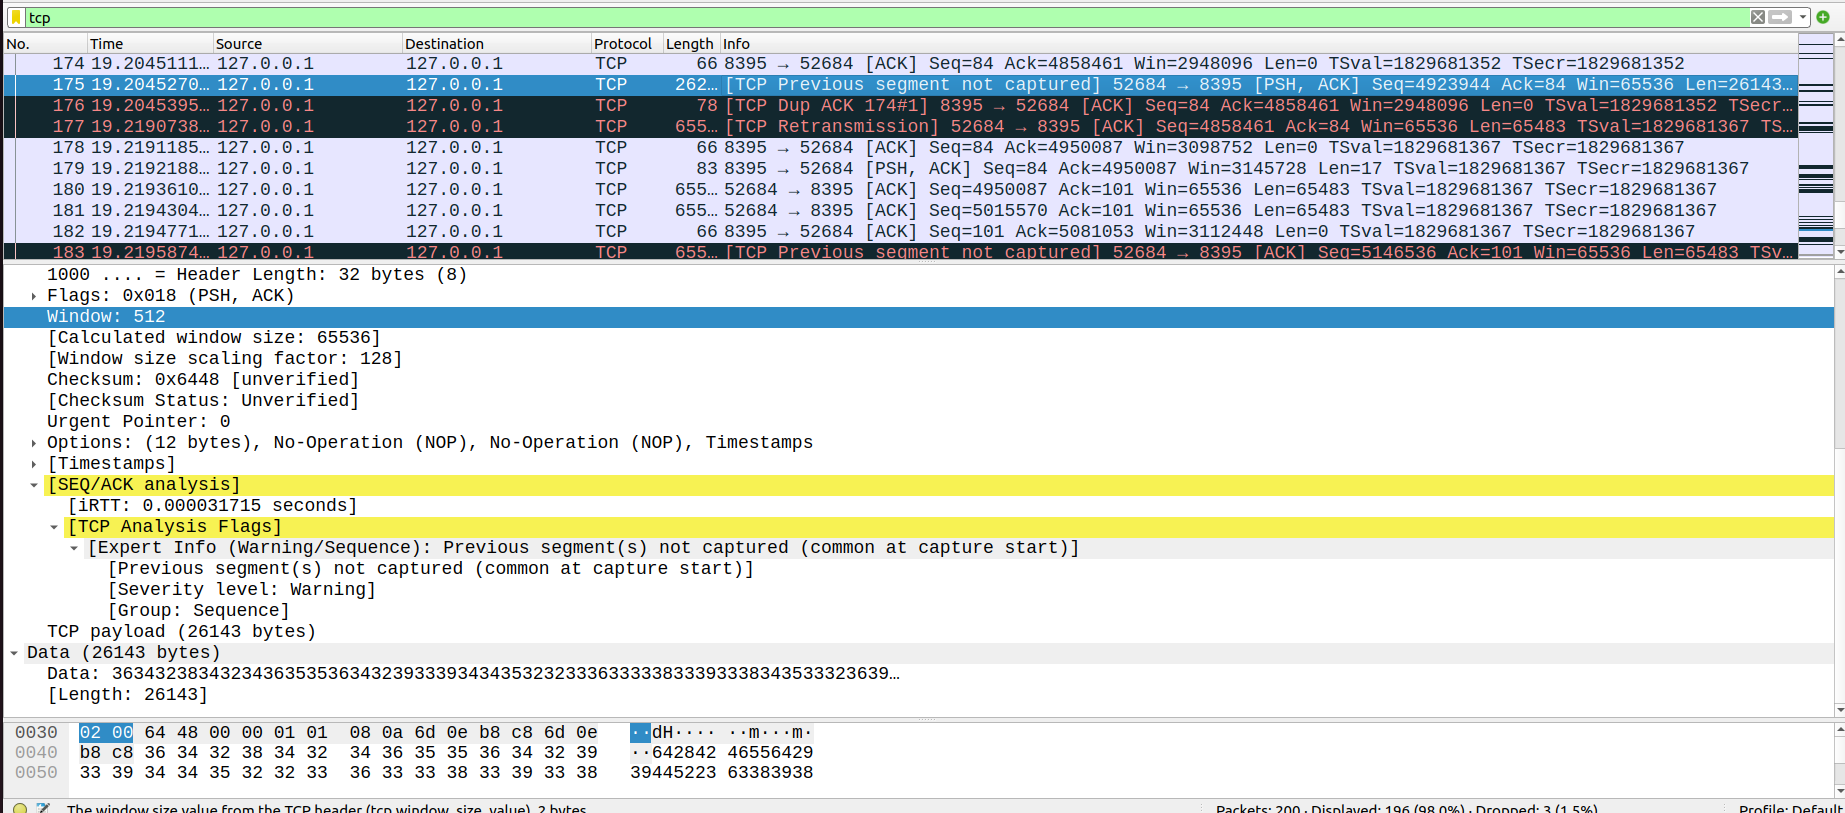 tcp
No. Time Source Destination Protocol Length Info
174 19.2045111… 127.0.0.1 127.0.0.1 TCP 66 8395 → 52684 [ACK] Seq=84 Ack=4858461 Win=2948096 Len=0 TSval=1829681352 TSecr=1829681352
175 19.2045270… 127.0.0.1 127.0.0.1 TCP 262… [TCP Previous segment not captured] 52684 → 8395 [PSH, ACK] Seq=4923944 Ack=84 Win=65536 Len=26143…
176 19.2045395… 127.0.0.1 127.0.0.1 TCP 78 [TCP Dup ACK 174#1] 8395 → 52684 [ACK] Seq=84 Ack=4858461 Win=2948096 Len=0 TSval=1829681352 TSecr…
177 19.2190738… 127.0.0.1 127.0.0.1 TCP 655… [TCP Retransmission] 52684 → 8395 [ACK] Seq=4858461 Ack=84 Win=65536 Len=65483 TSval=1829681367 TS…
178 19.2191185… 127.0.0.1 127.0.0.1 TCP 66 8395 → 52684 [ACK] Seq=84 Ack=4950087 Win=3098752 Len=0 TSval=1829681367 TSecr=1829681367
179 19.2192188… 127.0.0.1 127.0.0.1 TCP 83 8395 → 52684 [PSH, ACK] Seq=84 Ack=4950087 Win=3145728 Len=17 TSval=1829681367 TSecr=1829681367
180 19.2193610… 127.0.0.1 127.0.0.1 TCP 655… 52684 → 8395 [ACK] Seq=4950087 Ack=101 Win=65536 Len=65483 TSval=1829681367 TSecr=1829681367
181 19.2194304… 127.0.0.1 127.0.0.1 TCP 655… 52684 → 8395 [ACK] Seq=5015570 Ack=101 Win=65536 Len=65483 TSval=1829681367 TSecr=1829681367
182 19.2194771… 127.0.0.1 127.0.0.1 TCP 66 8395 → 52684 [ACK] Seq=101 Ack=5081053 Win=3112448 Len=0 TSval=1829681367 TSecr=1829681367
183 19.2195874… 127.0.0.1 127.0.0.1 TCP 655… [TCP Previous segment not captured] 52684 → 8395 [ACK] Seq=5146536 Ack=101 Win=65536 Len=65483 TSv…
1000 .... = Header Length: 32 bytes (8)
Flags: 0x018 (PSH, ACK)
Window: 512
[Calculated window size: 65536]
[Window size scaling factor: 128]
Checksum: 0x6448 [unverified]
[Checksum Status: Unverified]
Urgent Pointer: 0
Options: (12 bytes), No-Operation (NOP), No-Operation (NOP), Timestamps
[Timestamps]
[SEQ/ACK analysis]
[iRTT: 0.000031715 seconds]
[TCP Analysis Flags]
[Expert Info (Warning/Sequence): Previous segment(s) not captured (common at capture start)]
[Previous segment(s) not captured (common at capture start)]
[Severity level: Warning]
[Group: Sequence]
TCP payload (26143 bytes)
Data (26143 bytes)
Data: 363432383432343635353634323933393434353232333633333833393338343533323639…
[Length: 26143]
0030 02 00 64 48 00 00 01 01 08 0a 6d 0e b8 c8 6d 0e ··dH···· ··m···m·
0040 b8 c8 36 34 32 38 34 32 34 36 35 35 36 34 32 39 ··642842 46556429
0050 33 39 34 34 35 32 32 33 36 33 33 38 33 39 33 38 39445223 63383938
The window size value from the TCP header (tcp.window_size_value), 2 bytes Packets: 200 · Displayed: 196 (98.0%) · Dropped: 3 (1.5%) Profile: Default